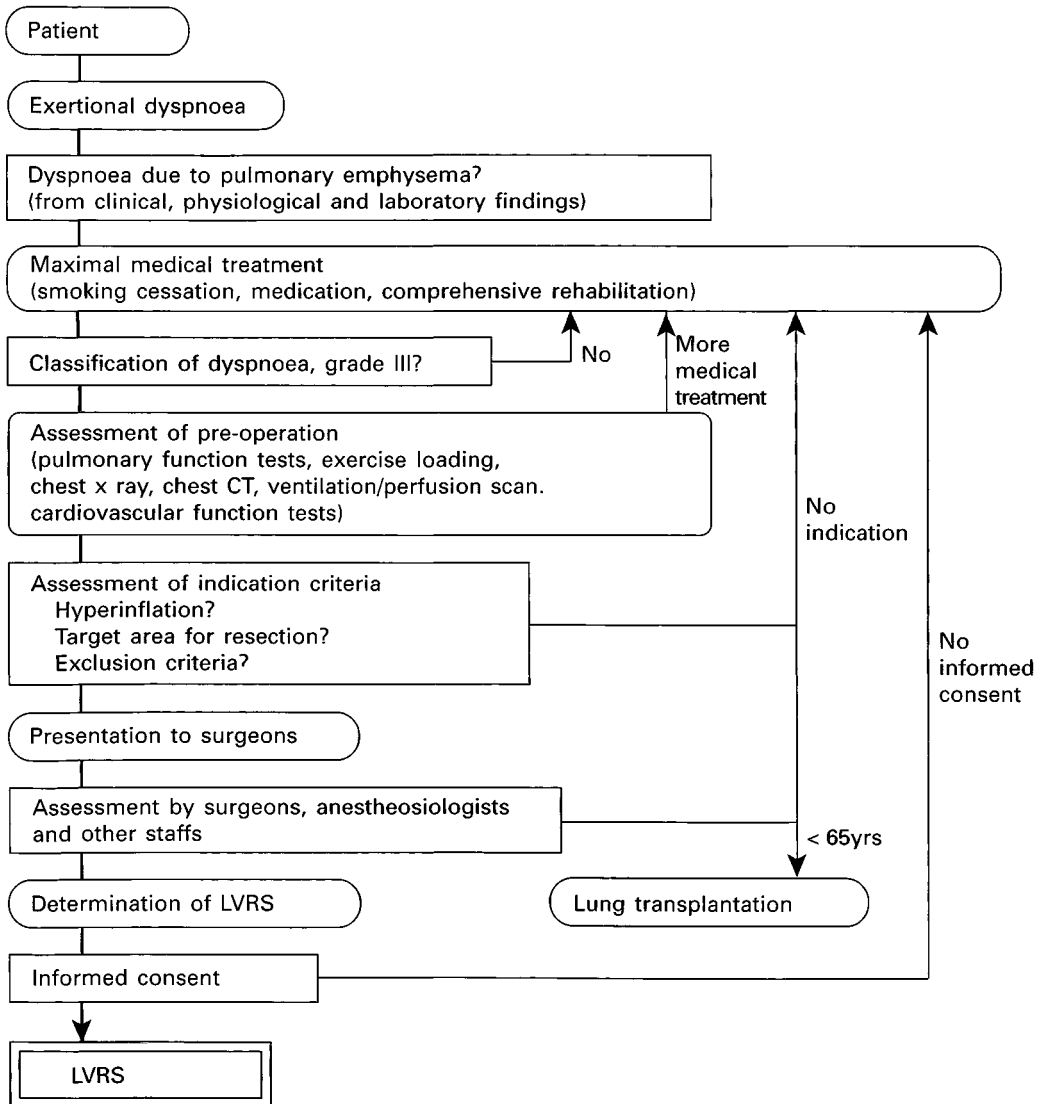 Patient
Exertional dyspnoea
Dyspnoea due to pulmonary emphysema?
(from clinical, physiological and laboratory findings)
Maximal medical treatment
(smoking cessation, medication, comprehensive rehabilitation)
Classification of dyspnoea, grade III?
No
More
medical
treatment
Assessment of pre-operation
(pulmonary function tests, exercise loading,
chest x ray, chest CT, ventilation/perfusion scan.
cardiovascular function tests)
No
indication
Assessment of indication criteria
Hyperinflation?
Target area for resection?
Exclusion criteria?
No
informed
consent
Presentation to surgeons
Assessment by surgeons, anestheosiologists
and other staffs
< 65yrs
Determination of LVRS
Lung transplantation
Informed consent
LVRS